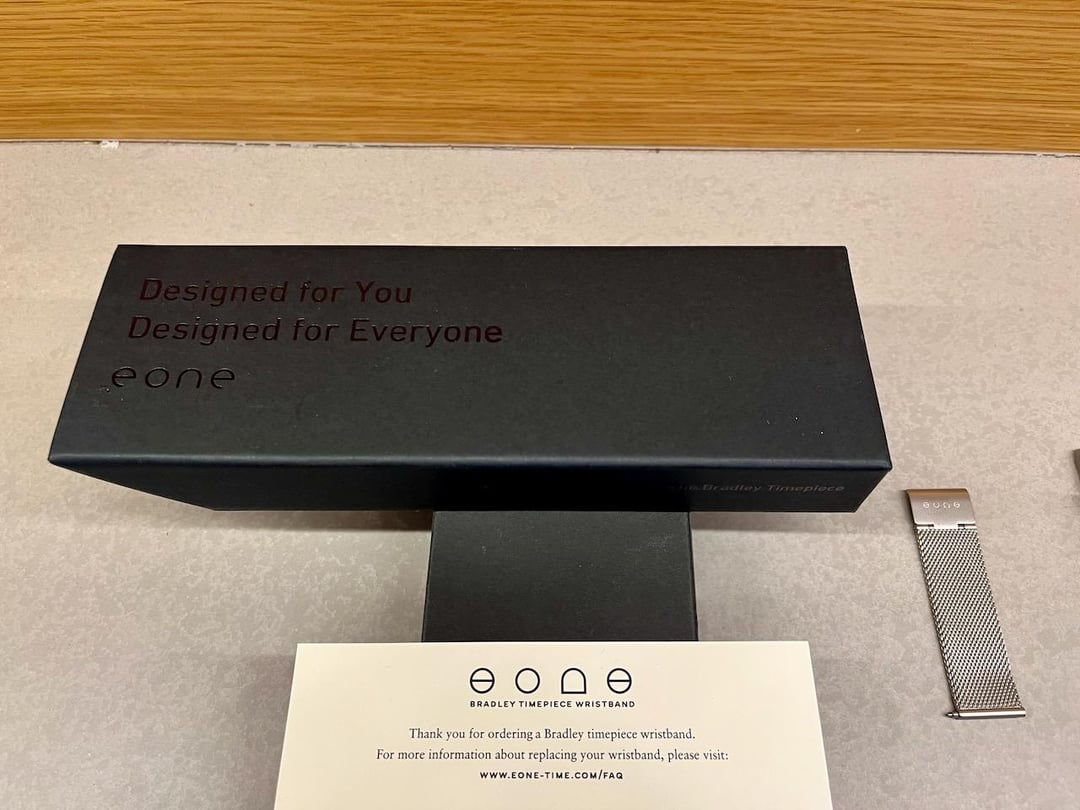 Designed for You
Designed for Everyone
eone
Bradley Timepiece
eone
eone
BRADLEY TIMEPIECE WRISTBAND
Thank you for ordering a Bradley timepiece wristband.
For more information about replacing your wristband, please visit:
WWW.EONE-TIME.COM/FAQ